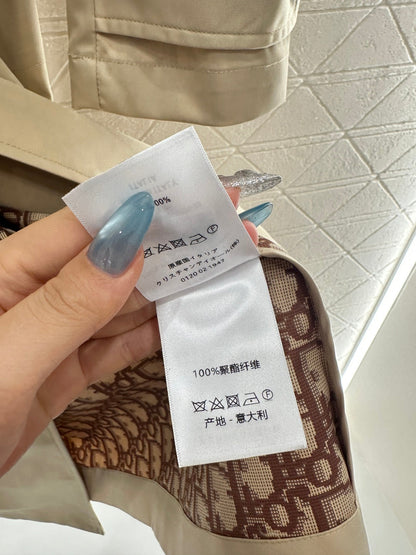 ITALY
100%
原産国イタリア
クリスチャンディオール(株)
0120 02 1947
100%聚酯纤维
Ⓕ
产地 - 意大利